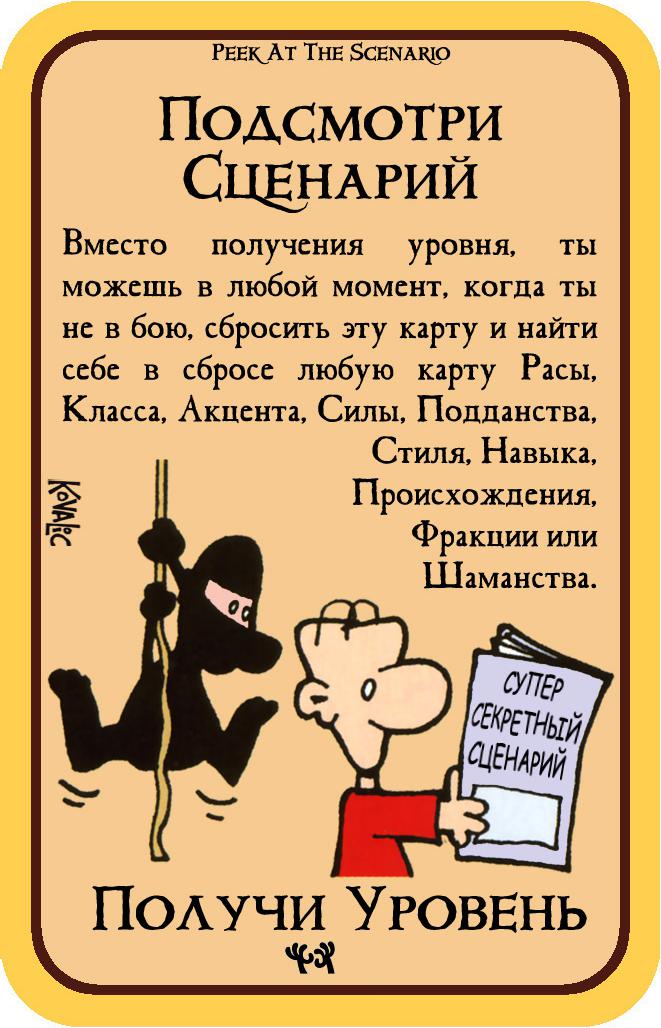 Peek At The Scenario
Подсмотри
Сценарий
Вместо получения уровня, ты
можешь в любой момент, когда ты
не в бою, сбросить эту карту и найти
себе в сбросе любую карту Расы,
Класса, Акцента, Силы, Подданства,
Стиля, Навыка,
Происхождения,
Фракции или
Шаманства.
Kovalic
СУПЕР
СЕКРЕТНЫЙ
СЦЕНАРИЙ
Получи Уровень